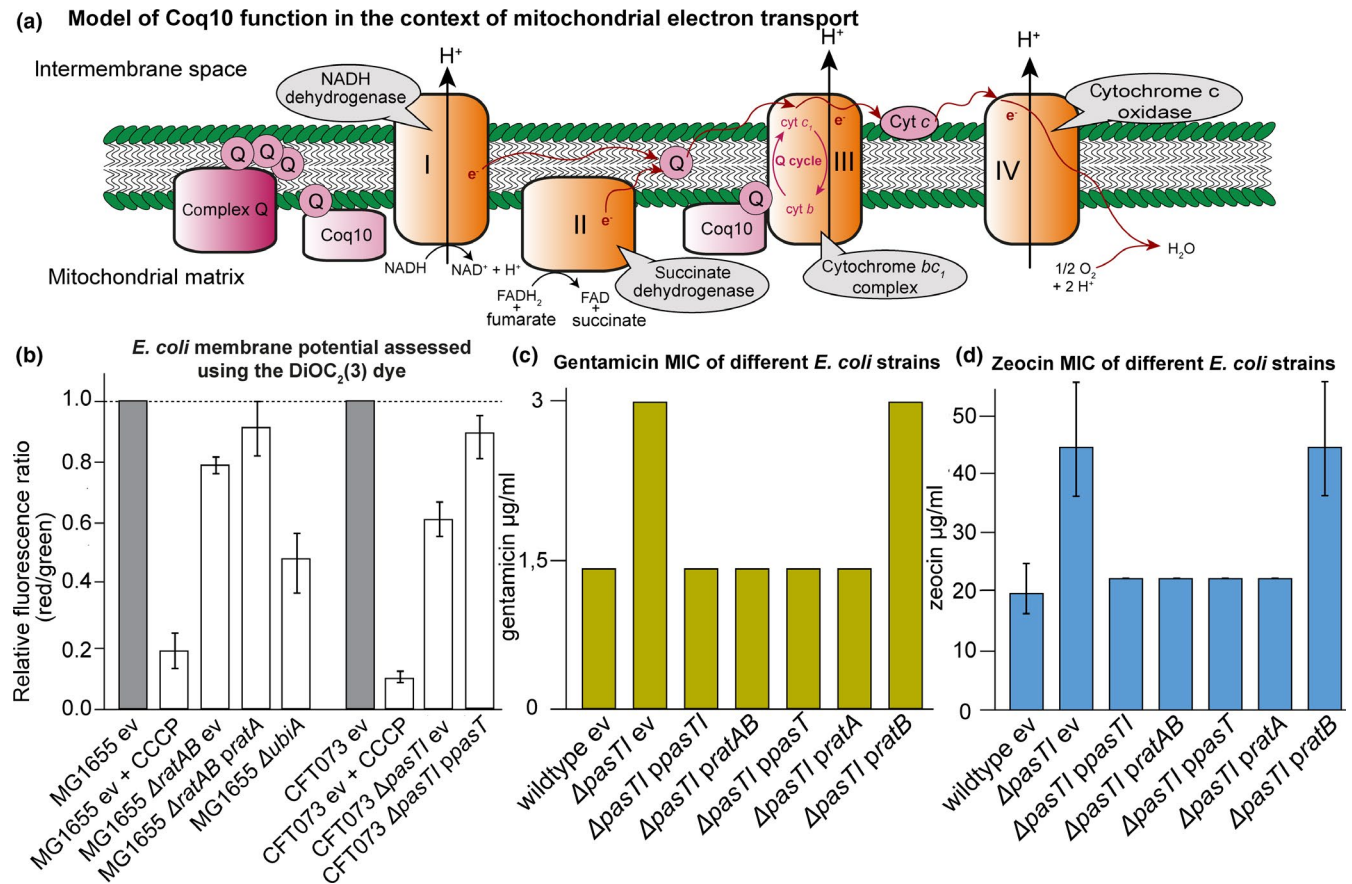 (a) Model of Coq10 function in the context of mitochondrial electron transport
H⁺
H⁺
H⁺
Intermembrane space
NADH
dehydrogenase
Cytochrome c
oxidase
Cyt c
cyt c₁
e⁻
e⁻
Q
Q
Q
Q
Q
Q
I
e⁻
Q cycle
III
IV
Complex Q
Coq10
II
e⁻
Coq10
cyt b
NADH
NAD⁺ + H⁺
Mitochondrial matrix
Succinate
dehydrogenase
Cytochrome bc₁
complex
H₂O
1/2 O₂
+ 2 H⁺
FADH₂
+
fumarate
FAD
+
succinate
(b) E. coli membrane potential assessed
using the DiOC₂(3) dye
Relative fluorescence ratio
(red/green)
1.0
0.8
0.6
0.4
0.2
0.0
MG1655 ev
MG1655 ev + CCCP
MG1655 ΔratAB ev
MG1655 ΔratAB pratA
MG1655 ΔubiA
CFT073 ev
CFT073 ev + CCCP
CFT073 ΔpasTI ev
CFT073 ΔpasTI ppasT
(c) Gentamicin MIC of different E. coli strains
gentamicin µg/ml
3
1,5
0
wildtype ev
ΔpasTI ev
ΔpasTI ppasTI
ΔpasTI pratAB
ΔpasTI ppasT
ΔpasTI pratA
ΔpasTI pratB
(d) Zeocin MIC of different E. coli strains
zeocin µg/ml
50
40
30
20
10
0
wildtype ev
ΔpasTI ev
ΔpasTI ppasTI
ΔpasTI pratAB
ΔpasTI ppasT
ΔpasTI pratA
ΔpasTI pratB